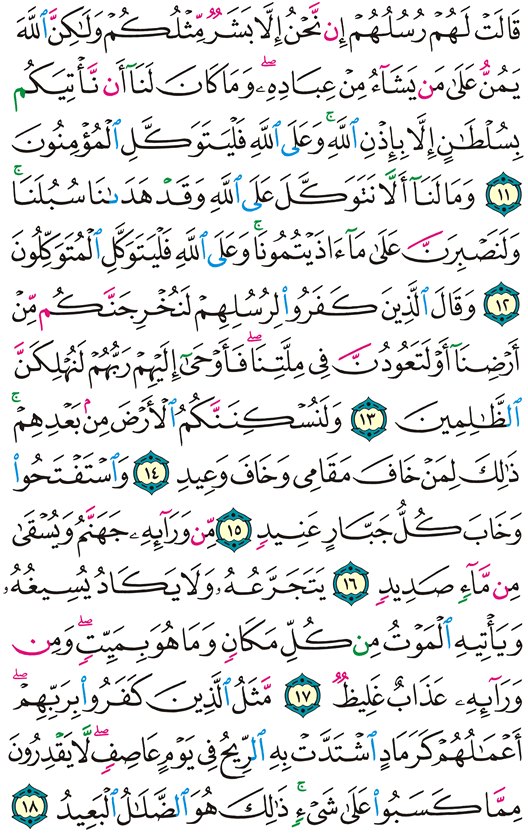 قَالَتْ لَهُمْ رُسُلُهُمْ إِن نَّحْنُ إِلَّا بَشَرٌ مِّثْلُكُمْ وَلَٰكِنَّ ٱللَّهَ
يَمُنُّ عَلَىٰ مَن يَشَآءُ مِنْ عِبَادِهِۦۖ وَمَا كَانَ لَنَآ أَن نَّأْتِيَكُم
بِسُلْطَٰنٍ إِلَّا بِإِذْنِ ٱللَّهِۚ وَعَلَى ٱللَّهِ فَلْيَتَوَكَّلِ ٱلْمُؤْمِنُونَ
١١ وَمَا لَنَآ أَلَّا نَتَوَكَّلَ عَلَى ٱللَّهِ وَقَدْ هَدَىٰنَا سُبُلَنَاۚ
وَلَنَصْبِرَنَّ عَلَىٰ مَآ ءَاذَيْتُمُونَاۚ وَعَلَى ٱللَّهِ فَلْيَتَوَكَّلِ ٱلْمُتَوَكِّلُونَ
١٢ وَقَالَ ٱلَّذِينَ كَفَرُوا۟ لِرُسُلِهِمْ لَنُخْرِجَنَّكُم مِّنْ
أَرْضِنَآ أَوْ لَتَعُودُنَّ فِى مِلَّتِنَاۖ فَأَوْحَىٰٓ إِلَيْهِمْ رَبُّهُمْ لَنُهْلِكَنَّ
ٱلظَّٰلِمِينَ ١٣ وَلَنُسْكِنَنَّكُمُ ٱلْأَرْضَ مِنۢ بَعْدِهِمْۚ
ذَٰلِكَ لِمَنْ خَافَ مَقَامِى وَخَافَ وَعِيدِ ١٤ وَٱسْتَفْتَحُوا۟
وَخَابَ كُلُّ جَبَّارٍ عَنِيدٍ ١٥ مِّن وَرَآئِهِۦ جَهَنَّمُ وَيُسْقَىٰ
مِن مَّآءٍ صَدِيدٍ ١٦ يَتَجَرَّعُهُۥ وَلَا يَكَادُ يُسِيغُهُۥ
وَيَأْتِيهِ ٱلْمَوْتُ مِن كُلِّ مَكَانٍ وَمَا هُوَ بِمَيِّتٍۖ وَمِن
وَرَآئِهِۦ عَذَابٌ غَلِيظٌ ١٧ مَّثَلُ ٱلَّذِينَ كَفَرُوا۟ بِرَبِّهِمْۖ
أَعْمَٰلُهُمْ كَرَمَادٍ ٱشْتَدَّتْ بِهِ ٱلرِّيحُ فِى يَوْمٍ عَاصِفٍۖ لَّا يَقْدِرُونَ
مِمَّا كَسَبُوا۟ عَلَىٰ شَىْءٍۚ ذَٰلِكَ هُوَ ٱلضَّلَٰلُ ٱلْبَعِيدُ ١٨